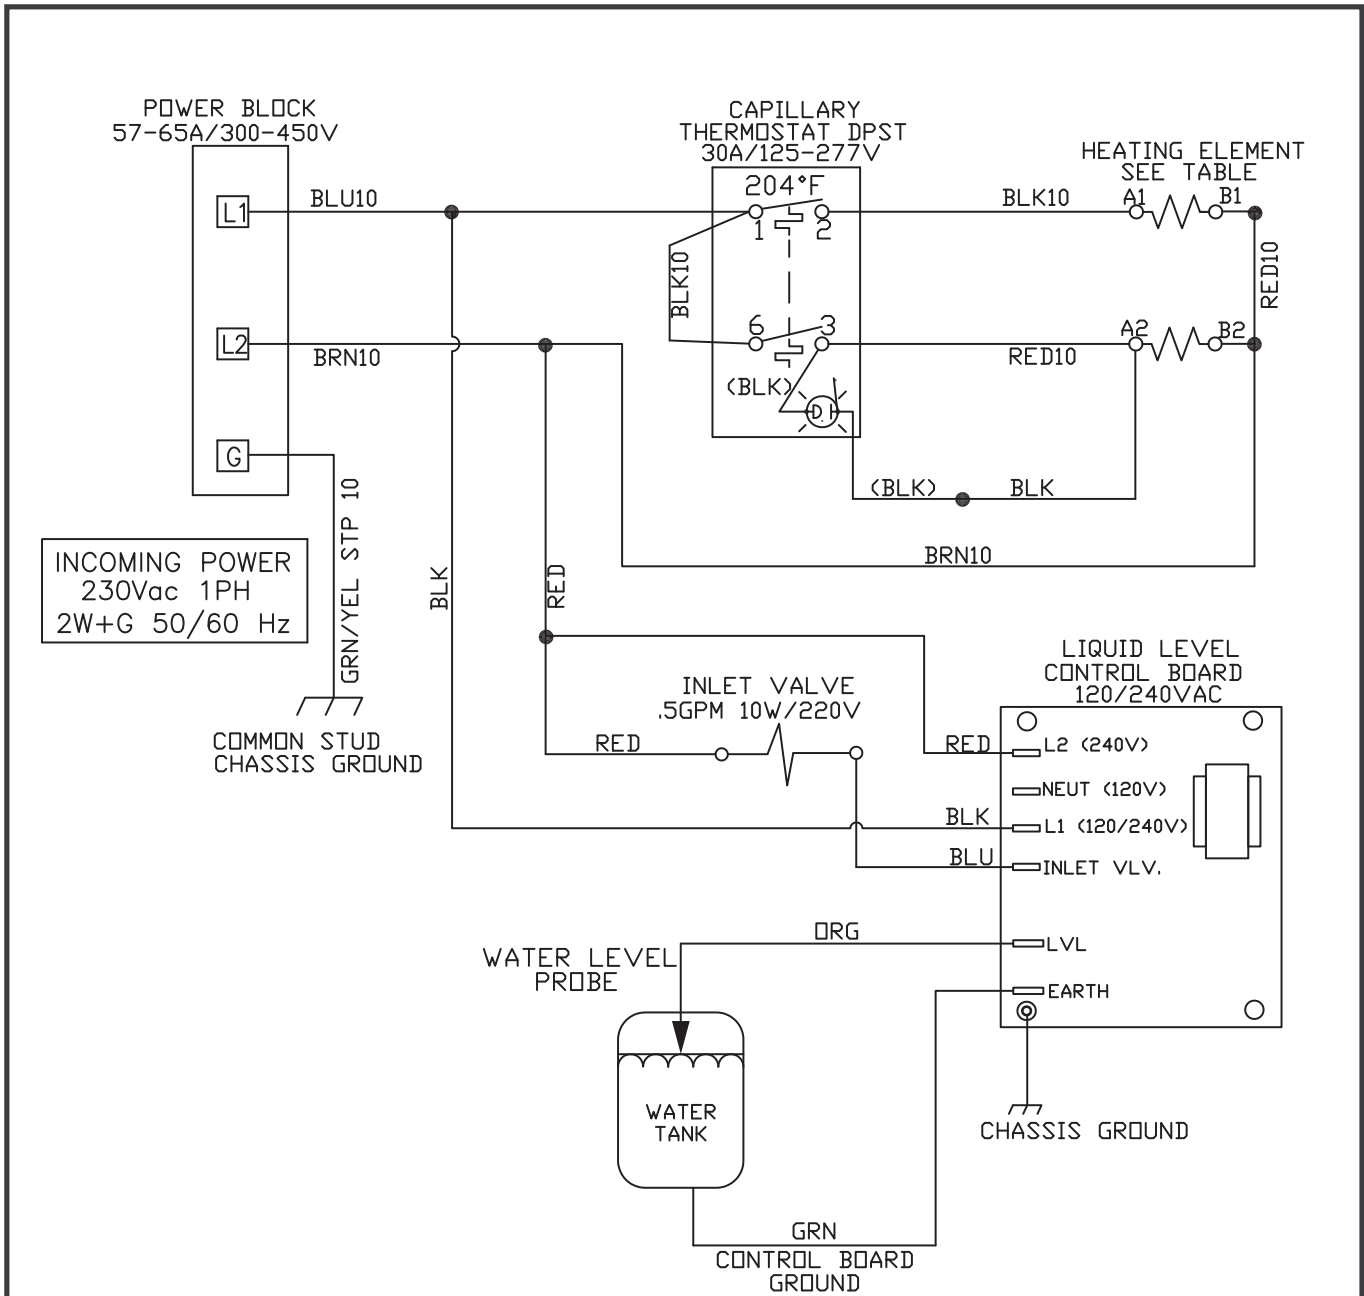 POWER BLOCK
57-65A/300-450V
L1
BLU10
L2
BRN10
G
GRN/YEL STP 10
INCOMING POWER
230Vac 1PH
2W+G 50/60 Hz
COMMON STUD
CHASSIS GROUND
CAPILLARY
THERMOSTAT DPST
30A/125-277V
204°F
1
2
BLK10
6
3
(BLK)
D1
BLK10
HEATING ELEMENT
SEE TABLE
A1
B1
RED10
A2
B2
RED10
(BLK)
BLK
BRN10
BLK
RED
INLET VALVE
.5GPM 10W/220V
RED
LIQUID LEVEL
CONTROL BOARD
120/240VAC
RED
L2 (240V)
NEUT (120V)
BLK
L1 (120/240V)
BLU
INLET VLV.
ORG
LVL
EARTH
WATER LEVEL
PROBE
WATER
TANK
CHASSIS GROUND
GRN
CONTROL BOARD
GROUND